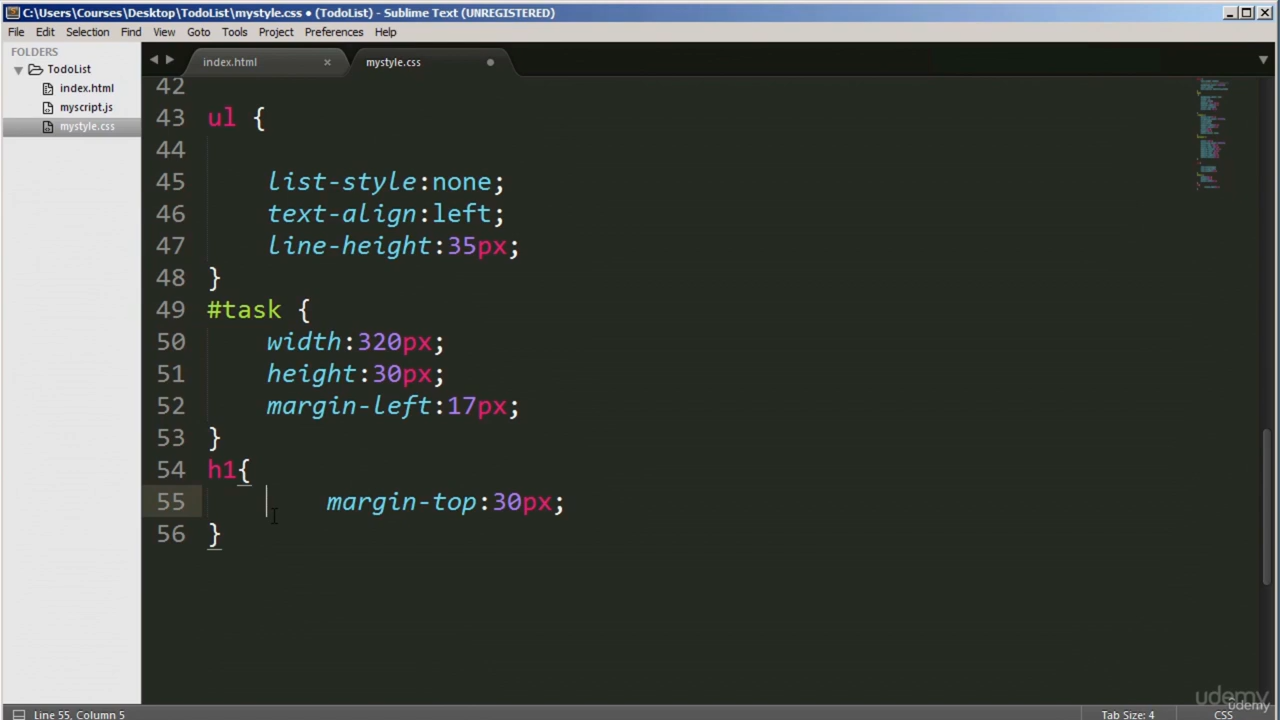 C:\Users\Courses\Desktop\TodoList\mystyle.css • (TodoList) - Sublime Text (UNREGISTERED)
File Edit Selection Find View Goto Tools Project Preferences Help
FOLDERS
TodoList
index.html
myscript.js
mystyle.css
index.html × mystyle.css
42
43 ul {
44
45 list-style:none;
46 text-align:left;
47 line-height:35px;
48 }
49 #task {
50 width:320px;
51 height:30px;
52 margin-left:17px;
53 }
54 h1{
55 margin-top:30px;
56 }
udemy
Udemy
Line 55, Column 5 Tab Size: 4 CSS